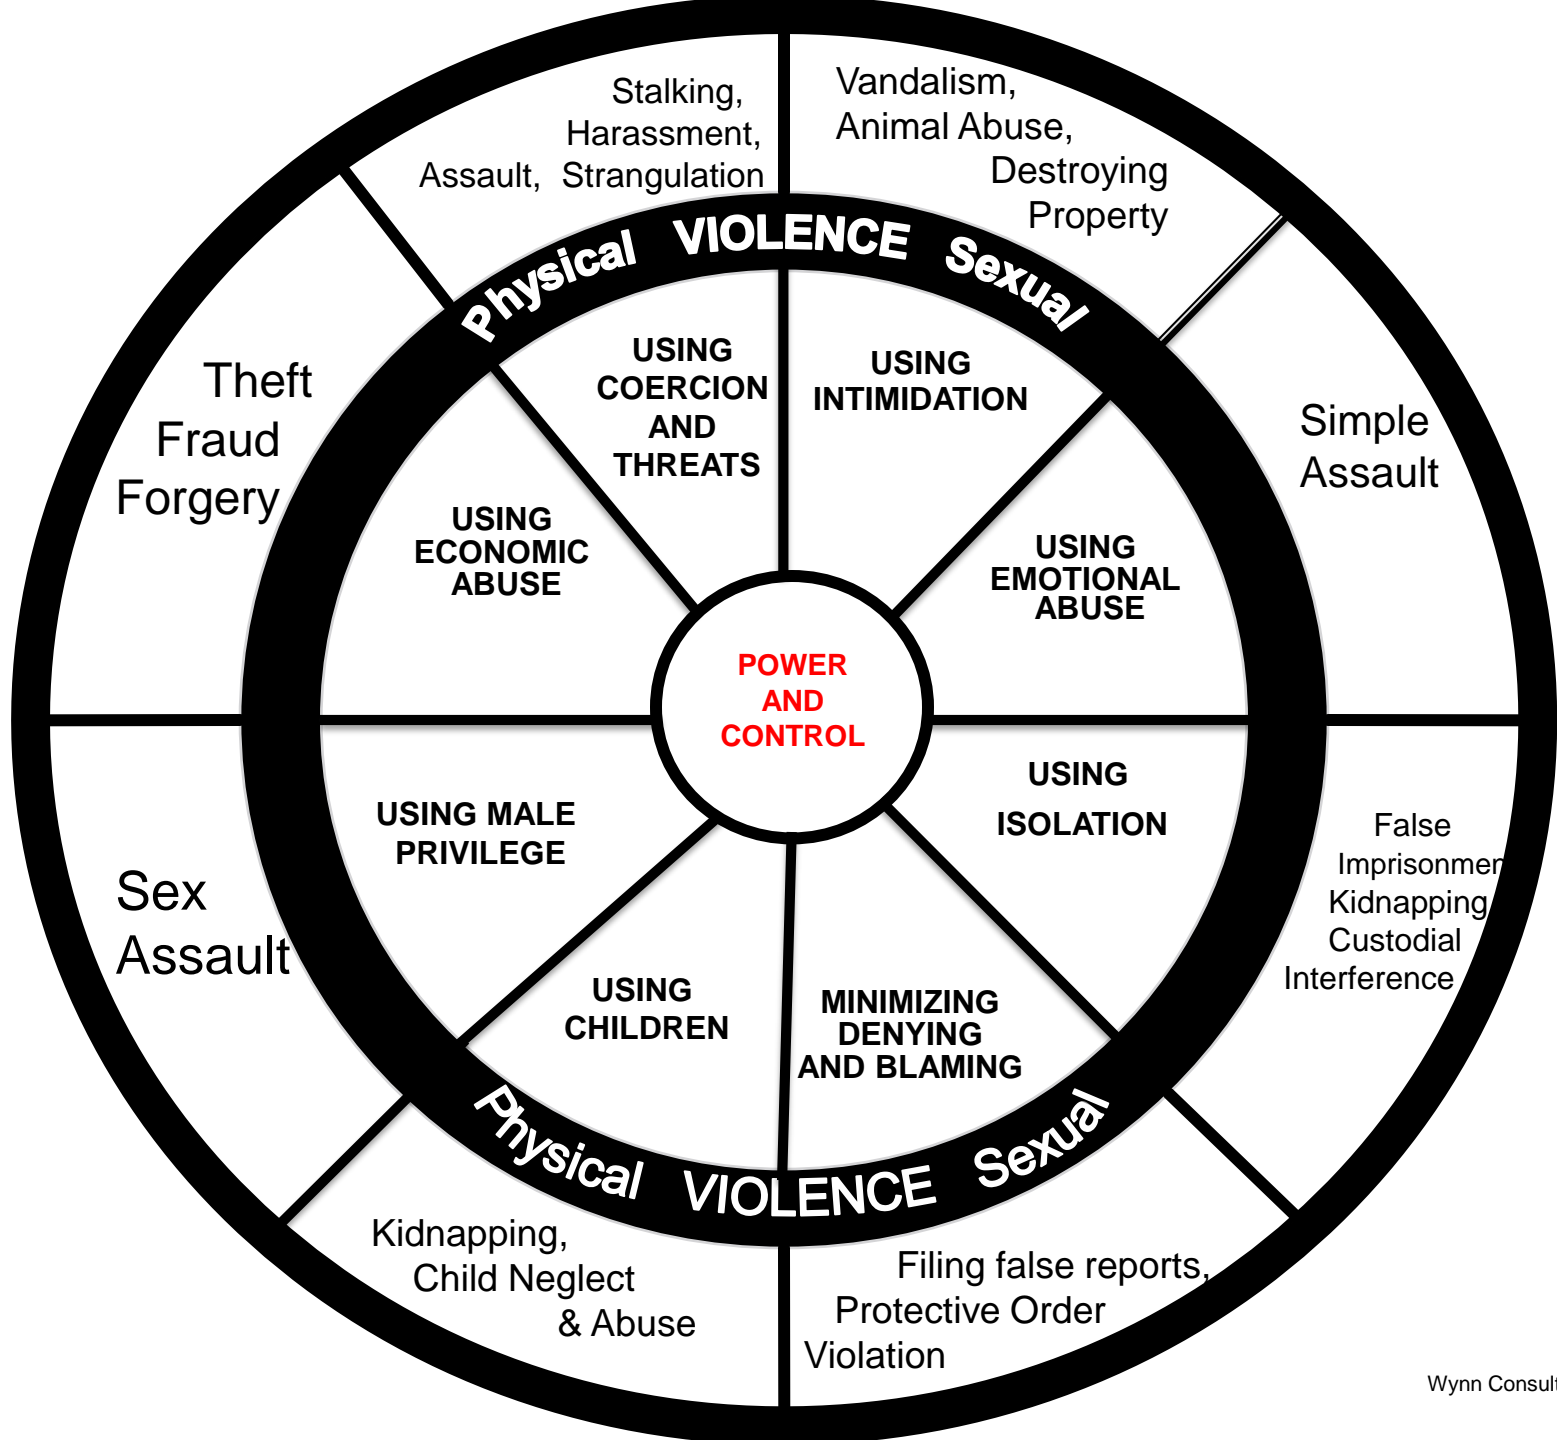 Stalking,
Harassment,
Assault, Strangulation
Vandalism,
Animal Abuse,
Destroying
Property
Theft
Fraud
Forgery
Simple
Assault
Physical VIOLENCE Sexual
USING
COERCION
AND
THREATS
USING
INTIMIDATION
USING
ECONOMIC
ABUSE
USING
EMOTIONAL
ABUSE
POWER
AND
CONTROL
USING MALE
PRIVILEGE
USING
ISOLATION
USING
CHILDREN
MINIMIZING
DENYING
AND BLAMING
Physical VIOLENCE Sexual
Sex
Assault
False
Imprisonmen
Kidnapping,
Custodial
Interference
Kidnapping,
Child Neglect
& Abuse
Filing false reports,
Protective Order
Violation
Wynn Consult